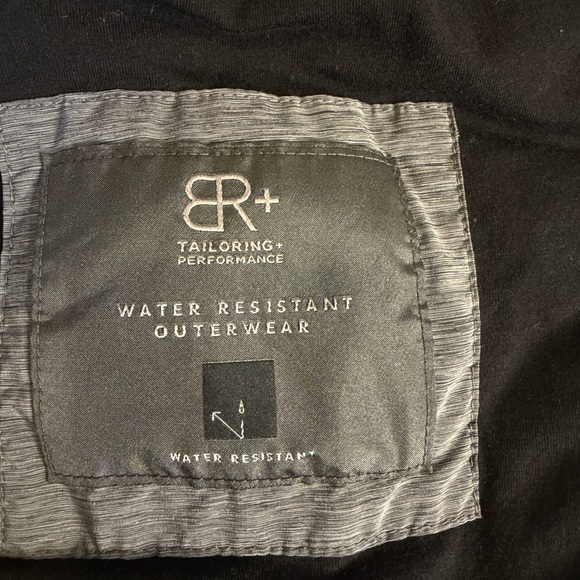 BR+
TAILORING+
PERFORMANCE
WATER RESISTANT
OUTERWEAR
WATER RESISTANT